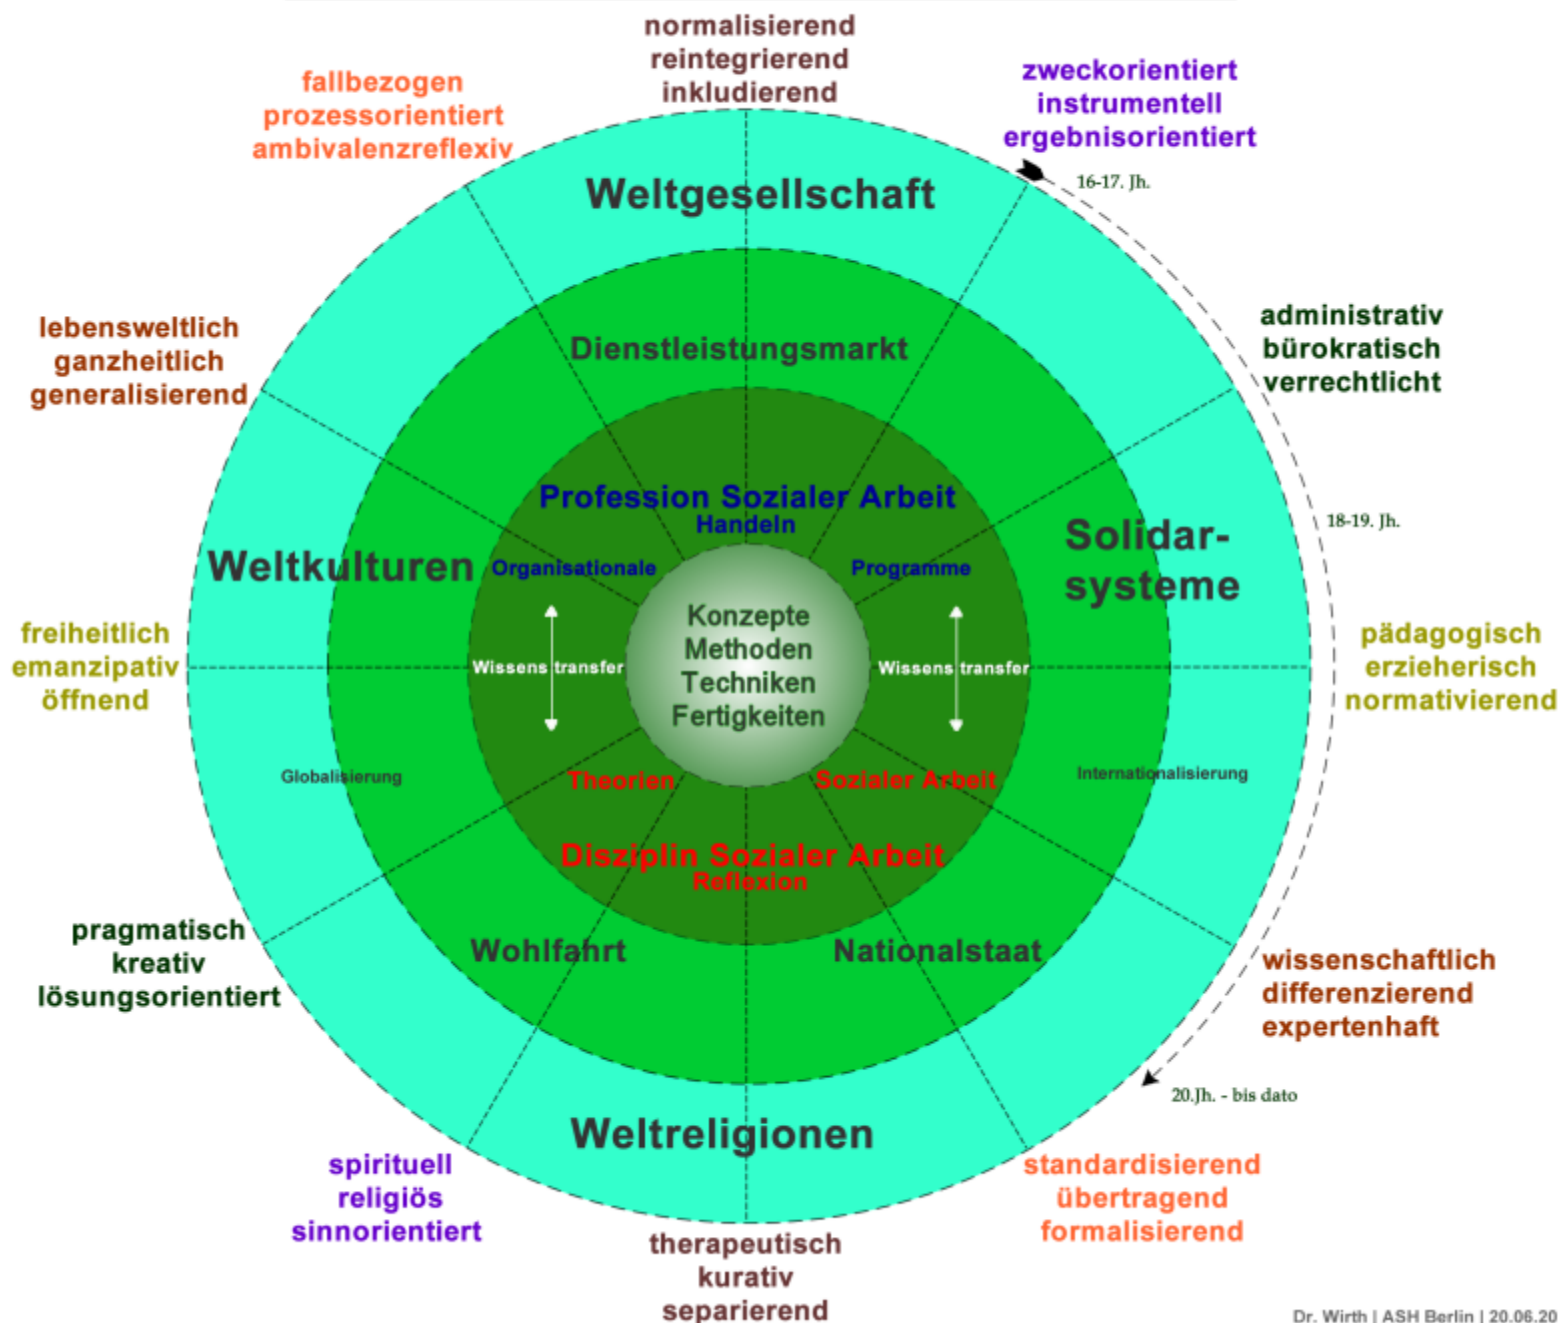 normalisierend
reintegrierend
inkludierend
fallbezogen
prozessorientiert
ambivalenzreflexiv
zweckorientiert
instrumentell
ergebnisorientiert
16-17. Jh.
Weltgesellschaft
lebensweltlich
ganzheitlich
generalisierend
Dienstleistungsmarkt
administrativ
bürokratisch
verrechtlicht
Profession Sozialer Arbeit
Handeln
18-19. Jh.
Weltkulturen
Organisationale
Programme
Solidar-
systeme
Konzepte
Methoden
Techniken
Fertigkeiten
freiheitlich
emanzipativ
öffnend
Wissens transfer
Wissens transfer
pädagogisch
erzieherisch
normativierend
Globalisierung
Theorien
Sozialer Arbeit
Internationalisierung
Disziplin Sozialer Arbeit
Reflexion
pragmatisch
kreativ
lösungsorientiert
Wohlfahrt
Nationalstaat
wissenschaftlich
differenzierend
expertenhaft
20.Jh. - bis dato
Weltreligionen
spirituell
religiös
sinnorientiert
standardisierend
übertragend
formalisierend
therapeutisch
kurativ
separierend
Dr. Wirth | ASH Berlin | 20.06.20